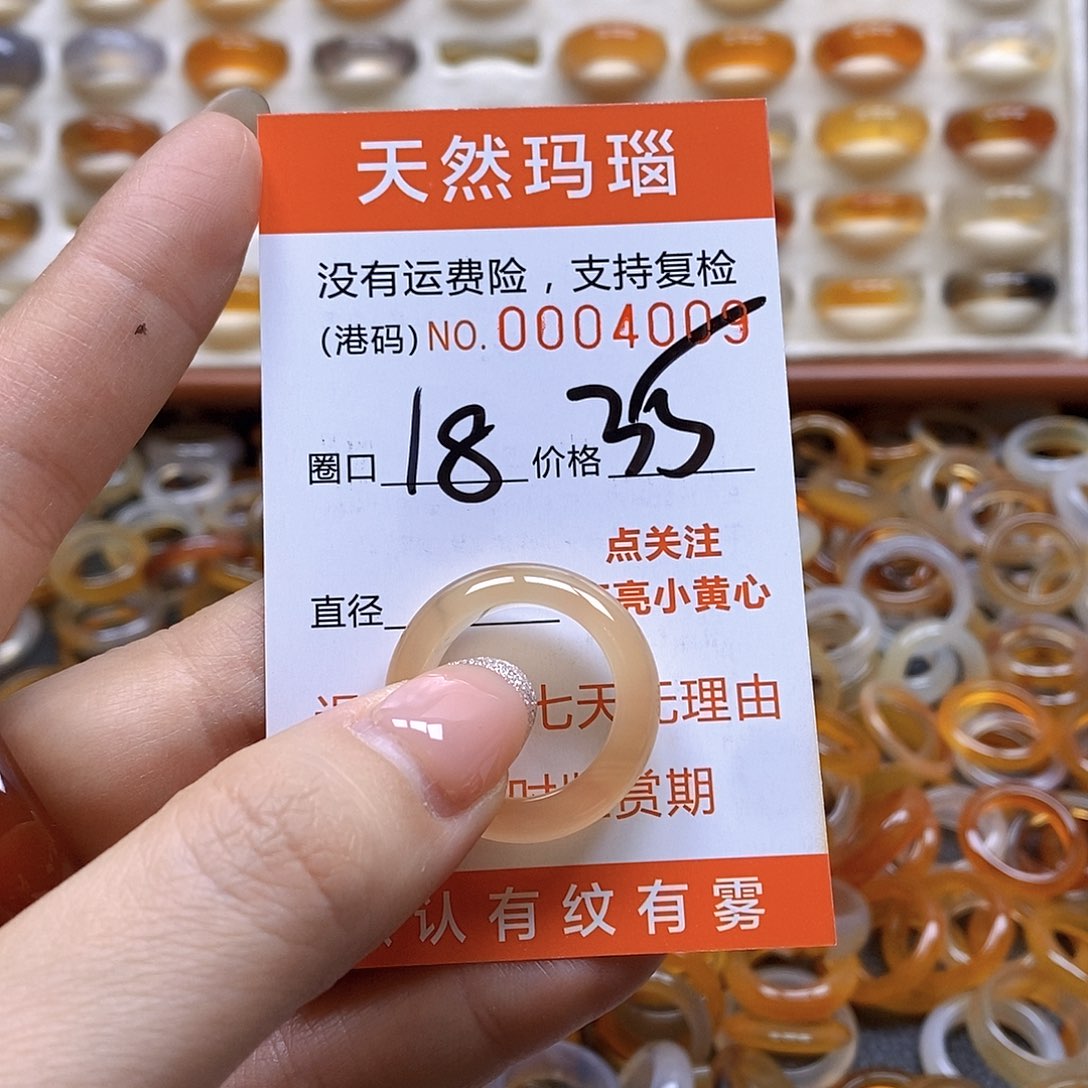 天然玛瑙
没有运费险，支持复检
(港码) NO. 0004009
圈口 18 价格 35
点关注
直径 亮小黄心
七天无理由
赏期
认有纹有雾